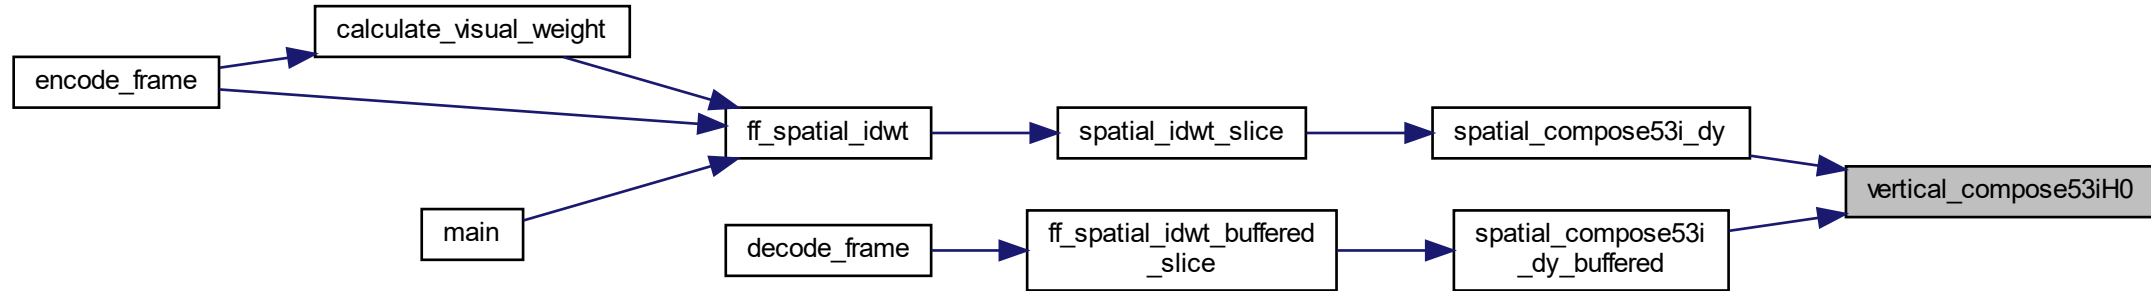 calculate_visual_weight
encode_frame
ff_spatial_idwt
spatial_idwt_slice
spatial_compose53i_dy
vertical_compose53iH0
main
decode_frame
ff_spatial_idwt_buffered
_slice
spatial_compose53i
_dy_buffered